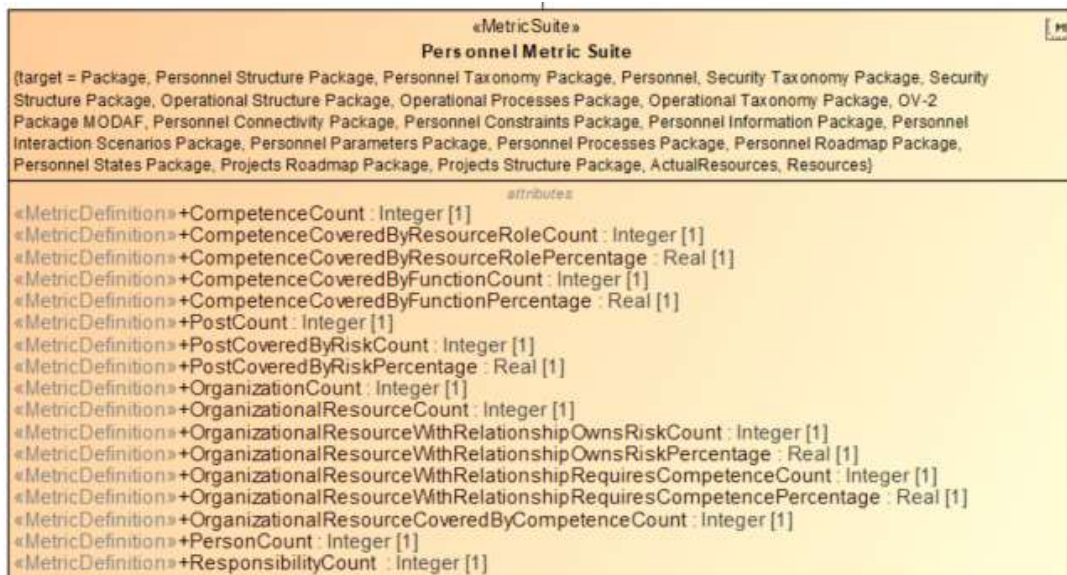 «MetricSuite»
Personnel Metric Suite
{target = Package, Personnel Structure Package, Personnel Taxonomy Package, Personnel, Security Taxonomy Package, Security
Structure Package, Operational Structure Package, Operational Processes Package, Operational Taxonomy Package, OV-2
Package MODAF, Personnel Connectivity Package, Personnel Constraints Package, Personnel Information Package, Personnel
Interaction Scenarios Package, Personnel Parameters Package, Personnel Processes Package, Personnel Roadmap Package,
Personnel States Package, Projects Roadmap Package, Projects Structure Package, ActualResources, Resources}
attributes
«MetricDefinition»+CompetenceCount : Integer [1]
«MetricDefinition»+CompetenceCoveredByResourceRoleCount : Integer [1]
«MetricDefinition»+CompetenceCoveredByResourceRolePercentage : Real [1]
«MetricDefinition»+CompetenceCoveredByFunctionCount : Integer [1]
«MetricDefinition»+CompetenceCoveredByFunctionPercentage : Real [1]
«MetricDefinition»+PostCount : Integer [1]
«MetricDefinition»+PostCoveredByRiskCount : Integer [1]
«MetricDefinition»+PostCoveredByRiskPercentage : Real [1]
«MetricDefinition»+OrganizationCount : Integer [1]
«MetricDefinition»+OrganizationalResourceCount : Integer [1]
«MetricDefinition»+OrganizationalResourceWithRelationshipOwnsRiskCount : Integer [1]
«MetricDefinition»+OrganizationalResourceWithRelationshipOwnsRiskPercentage : Real [1]
«MetricDefinition»+OrganizationalResourceWithRelationshipRequiresCompetenceCount : Integer [1]
«MetricDefinition»+OrganizationalResourceWithRelationshipRequiresCompetencePercentage : Real [1]
«MetricDefinition»+OrganizationalResourceCoveredByCompetenceCount : Integer [1]
«MetricDefinition»+PersonCount : Integer [1]
«MetricDefinition»+ResponsibilityCount : Integer [1]